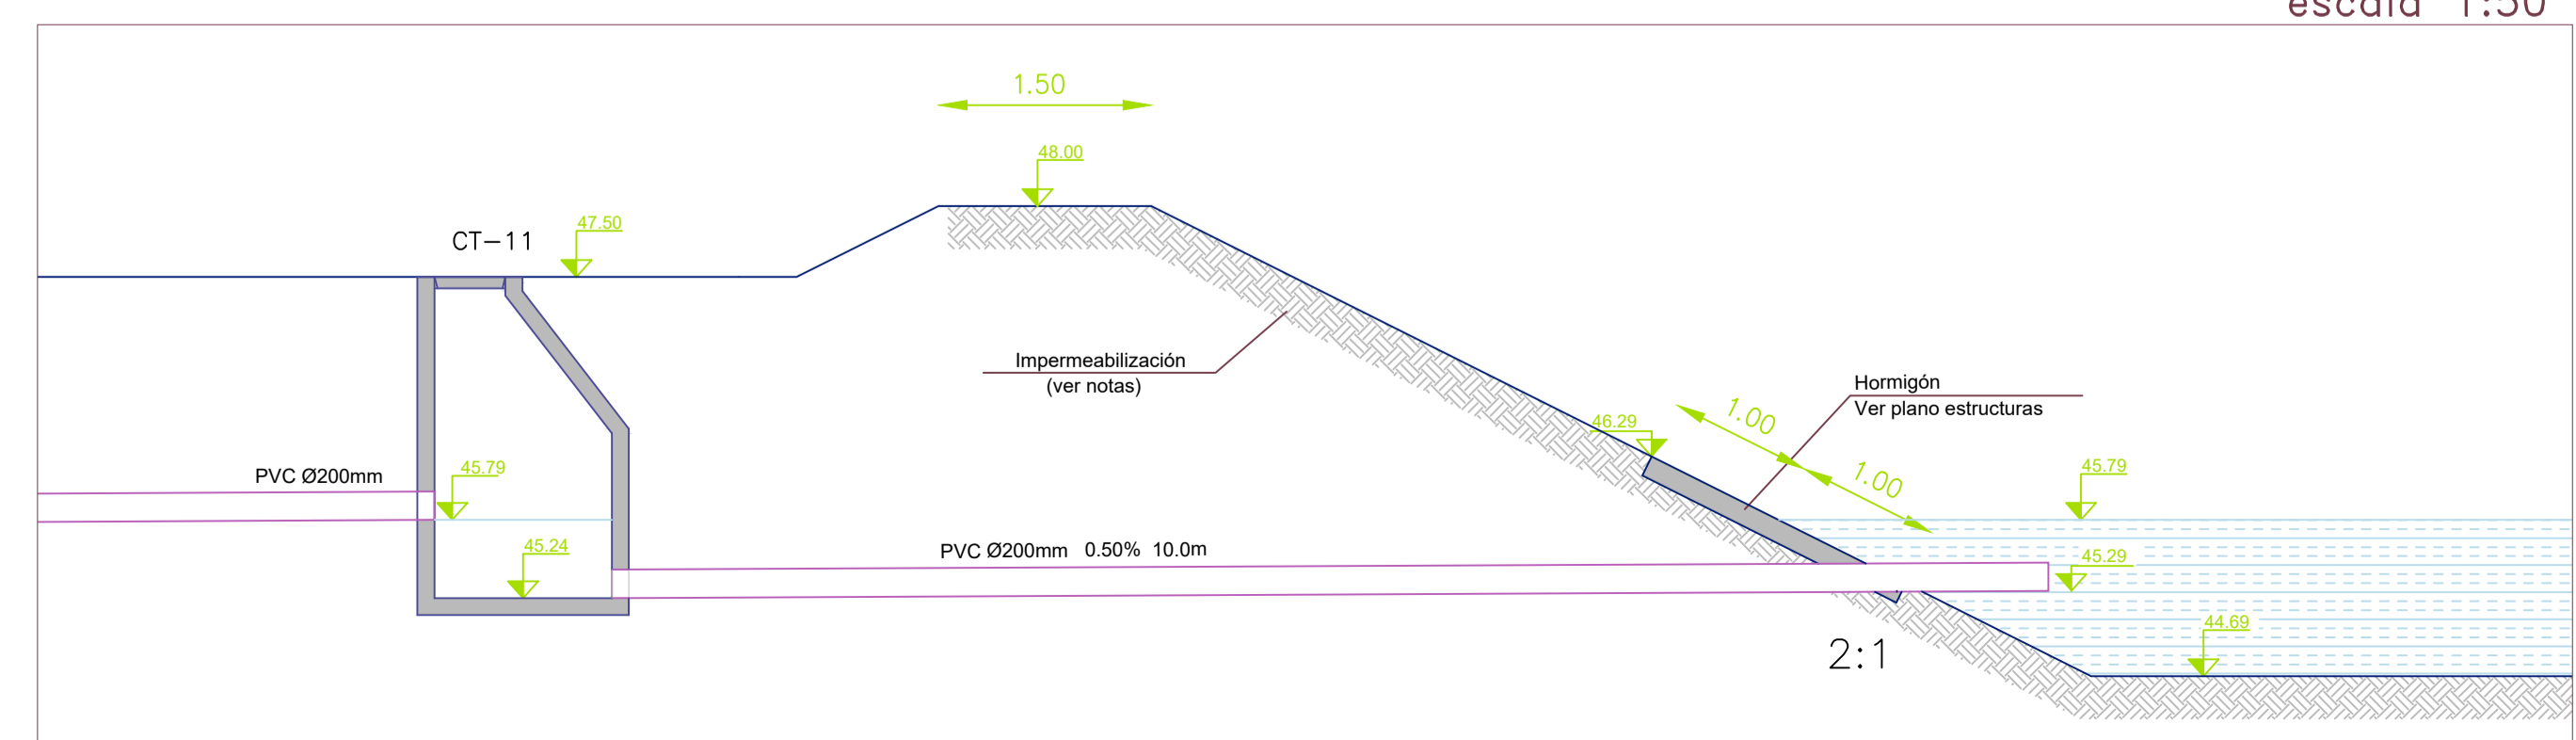 escala 1:50
1.50
48.00
47.50
CT-11
Impermeabilización
(ver notas)
46.29
1.00
1.00
Hormigón
Ver plano estructuras
PVC Ø200mm
45.79
45.79
45.24
PVC Ø200mm 0.50% 10.0m
45.29
44.69
2:1